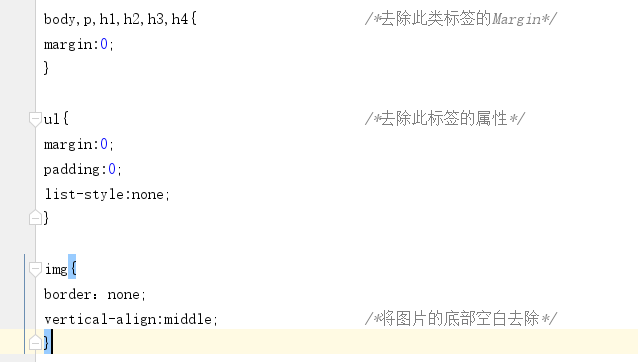 body,p,h1,h2,h3,h4{ /*去除此类标签的Margin*/
margin:0;
}
ul{ /*去除此标签的属性*/
margin:0;
padding:0;
list-style:none;
}
img{
border：none;
vertical-align:middle; /*将图片的底部空白去除*/
}